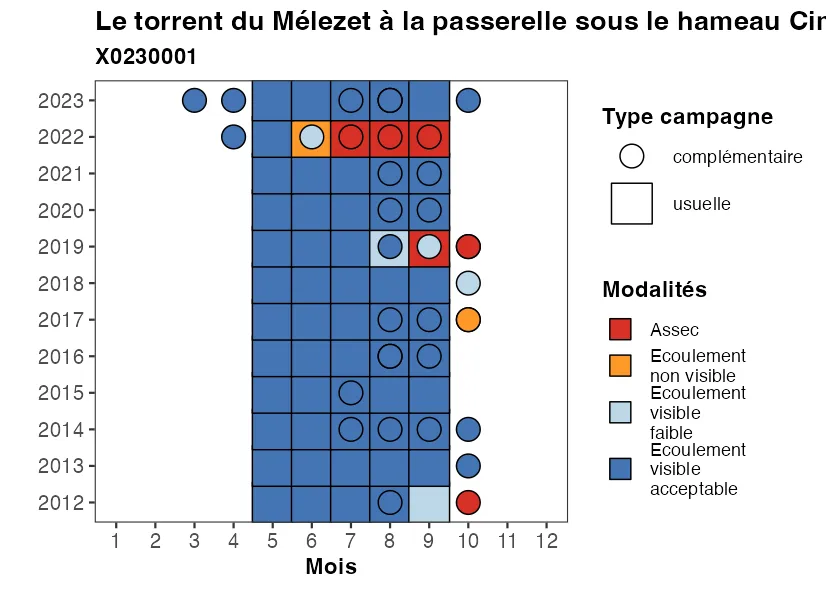 Le torrent du Mélezet à la passerelle sous le hameau Cir
X0230001
2023
2022
2021
2020
2019
2018
2017
2016
2015
2014
2013
2012
1 2 3 4 5 6 7 8 9 10 11 12
Mois
Type campagne
complémentaire
usuelle
Modalités
Assec
Ecoulement
non visible
Ecoulement
visible
faible
Ecoulement
visible
acceptable